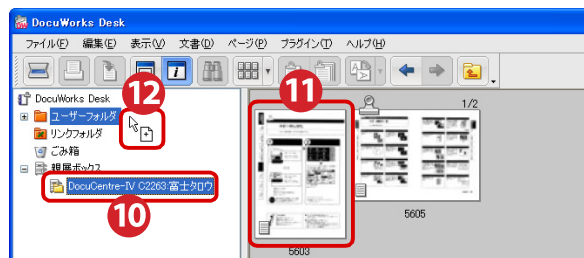 DocuWorks Desk
ファイル(F) 編集(E) 表示(V) 文書(D) ページ(P) プラグイン(I) ヘルプ(H)
DocuWorks Desk
ユーザーフォルダ
リンクフォルダ
ごみ箱
親展ボックス
DocuCentre-IV C2263:富士タロウ
10
12
11
1/2
5603
5605